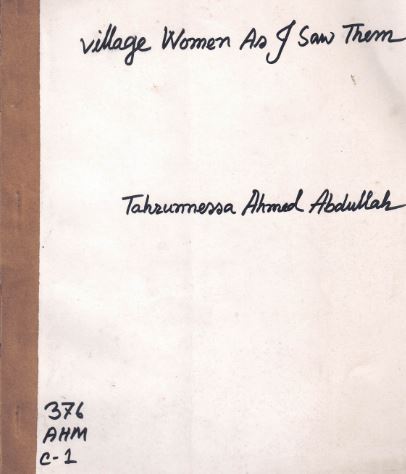 village Women As I Saw Them
Tahrunnessa Ahmed Abdullah
376
AHM
C-1